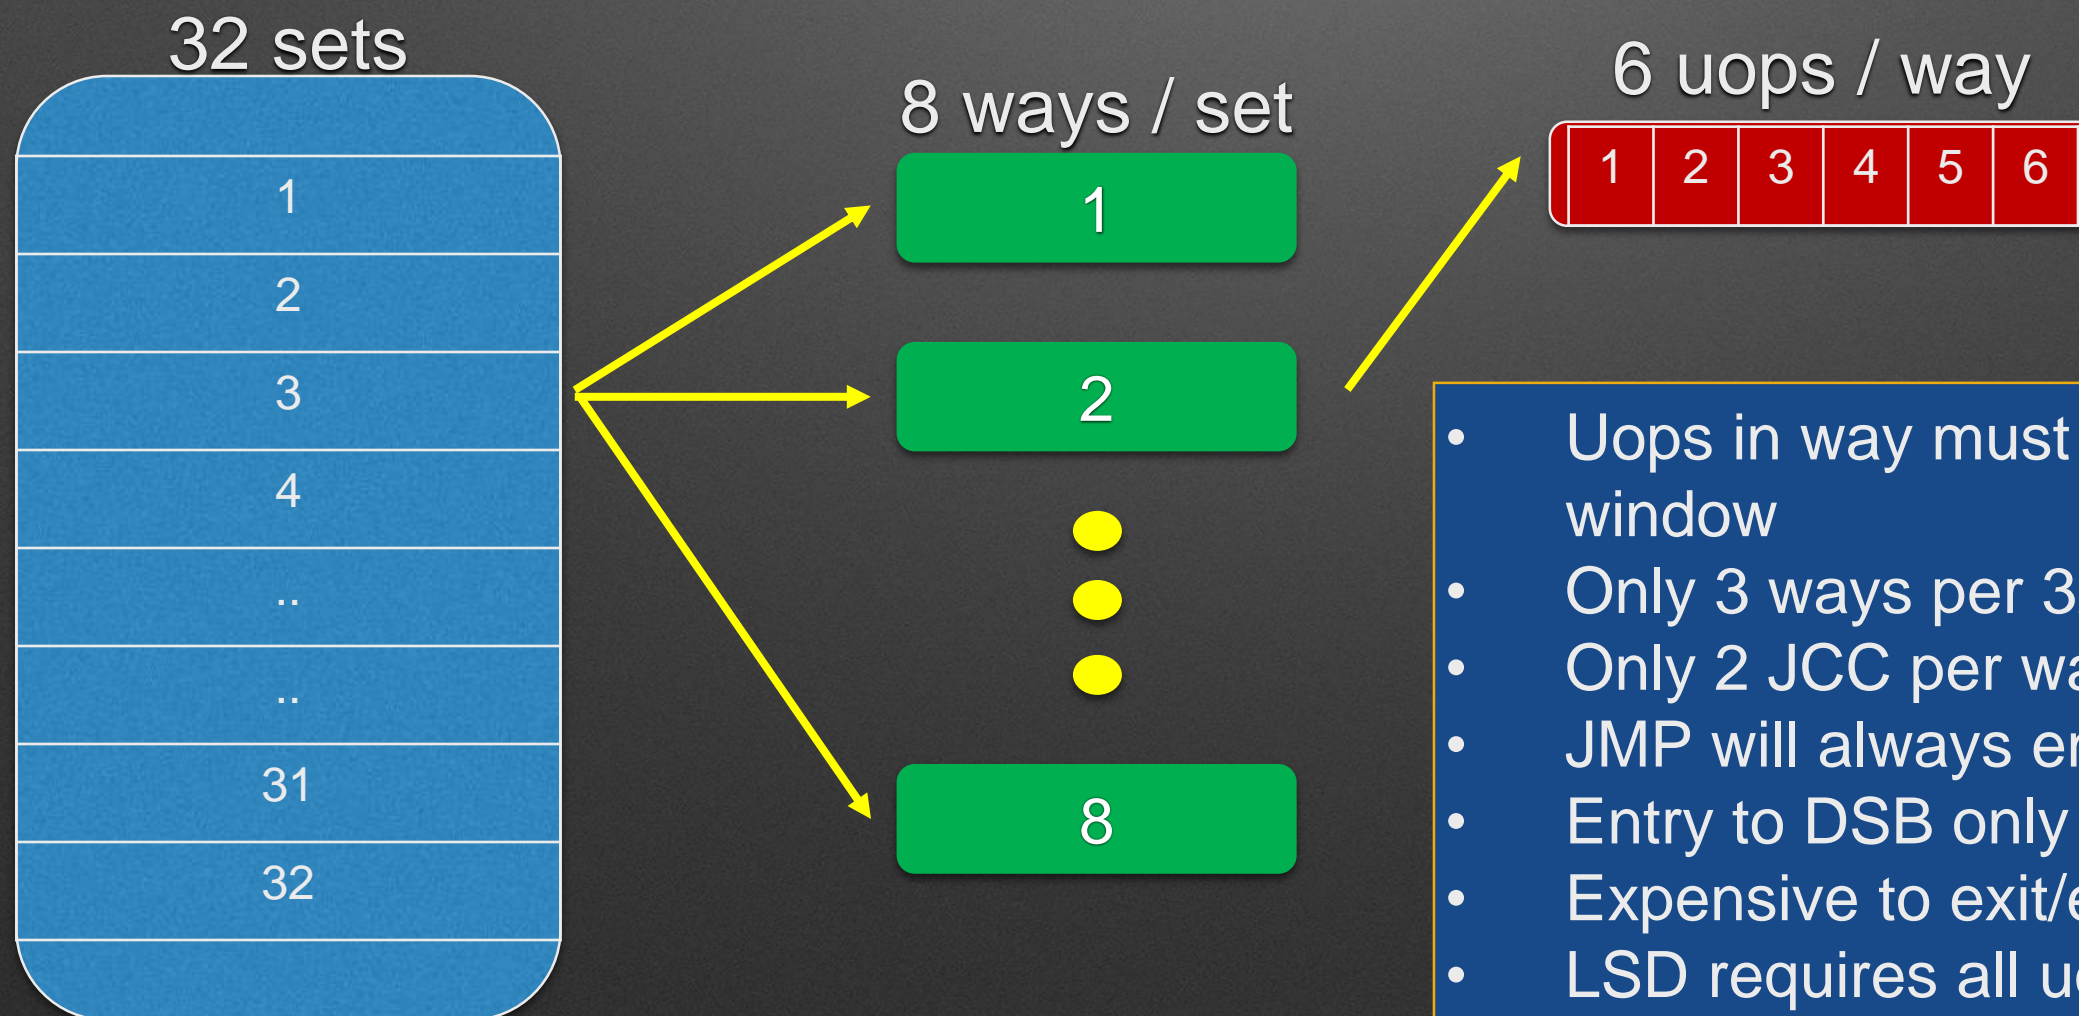 32 sets
1
2
3
4
..
..
31
32
8 ways / set
1
2
8
6 uops / way
1 2 3 4 5 6
• Uops in way must
window
• Only 3 ways per 3
• Only 2 JCC per
• JMP will always
• Entry to DSB only
• Expensive to exit/
• LSD requires all